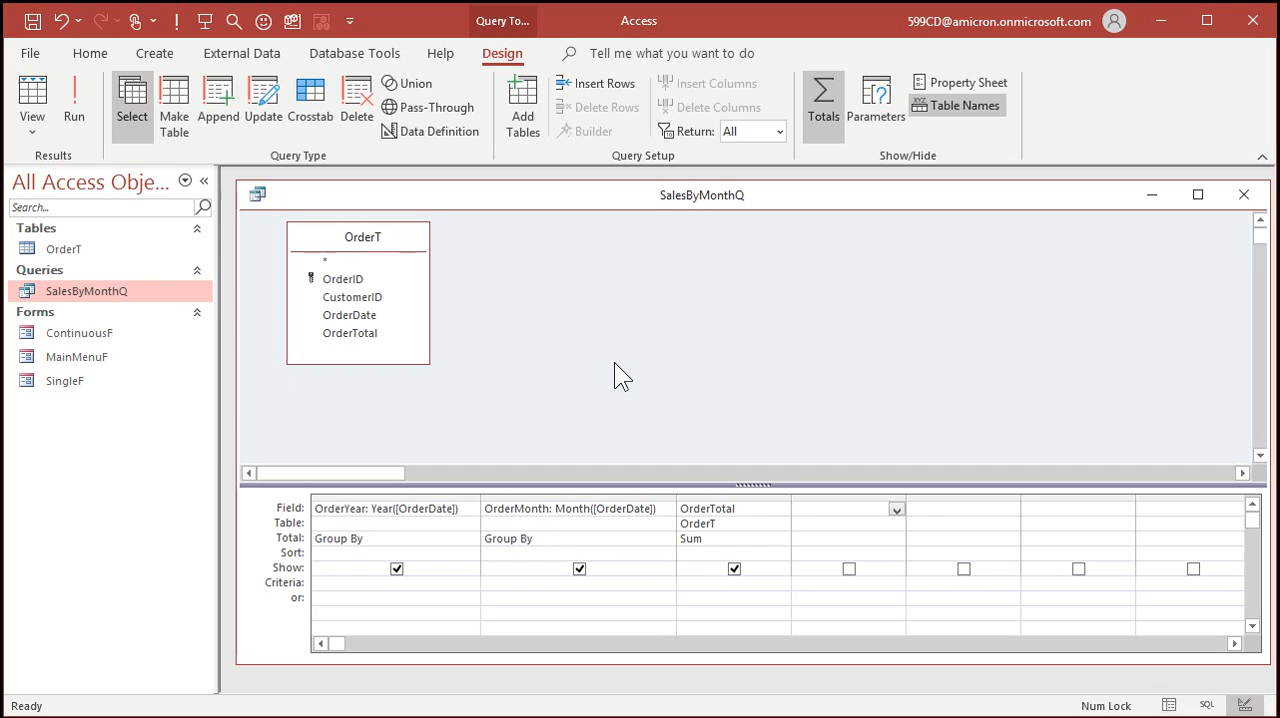 Query To...
Access
599CD@amicron.onmicrosoft.com
File Home Create External Data Database Tools Help Design Tell me what you want to do
View
Run
Select
Make Table
Append
Update
Crosstab
Delete
Union
Pass-Through
Data Definition
Add Tables
Insert Rows
Delete Rows
Builder
Insert Columns
Delete Columns
Return: All
Totals
Parameters
Property Sheet
Table Names
Results Query Type Query Setup Show/Hide
All Access Obje...
Search...
Tables
OrderT
Queries
SalesByMonthQ
Forms
ContinuousF
MainMenuF
SingleF
SalesByMonthQ
OrderT
*
OrderID
CustomerID
OrderDate
OrderTotal
Field: OrderYear: Year([OrderDate]) OrderMonth: Month([OrderDate]) OrderTotal
Table: OrderT
Total: Group By Group By Sum
Sort:
Show:
Criteria:
or:
Ready
Num Lock
SQL